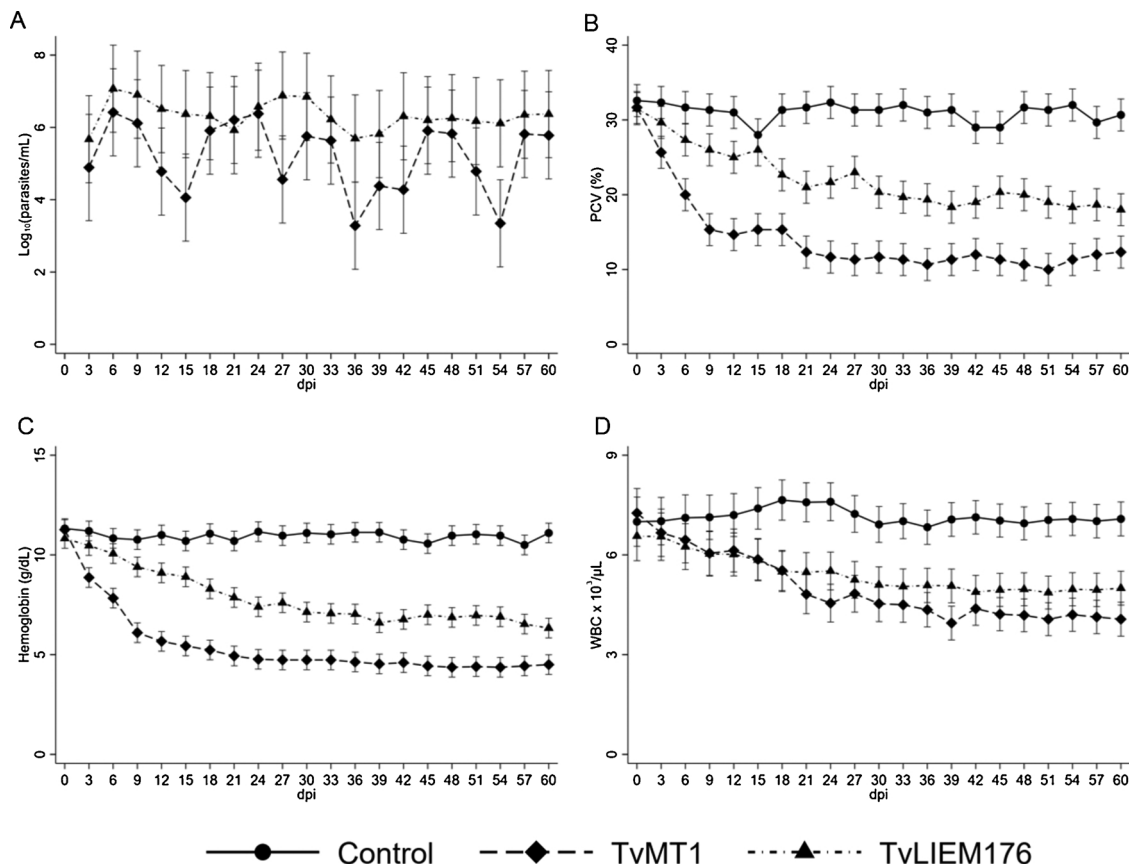 A
Log₁₀(parasites/mL)
8
6
4
2
0
0 3 6 9 12 15 18 21 24 27 30 33 36 39 42 45 48 51 54 57 60
dpi
B
PCV (%)
40
30
20
10
0
0 3 6 9 12 15 18 21 24 27 30 33 36 39 42 45 48 51 54 57 60
dpi
C
Hemoglobin (g/dL)
15
10
5
0
0 3 6 9 12 15 18 21 24 27 30 33 36 39 42 45 48 51 54 57 60
dpi
D
WBC x 10³/µL
9
6
3
0
0 3 6 9 12 15 18 21 24 27 30 33 36 39 42 45 48 51 54 57 60
dpi
Control TvMT1 TvLIEM176